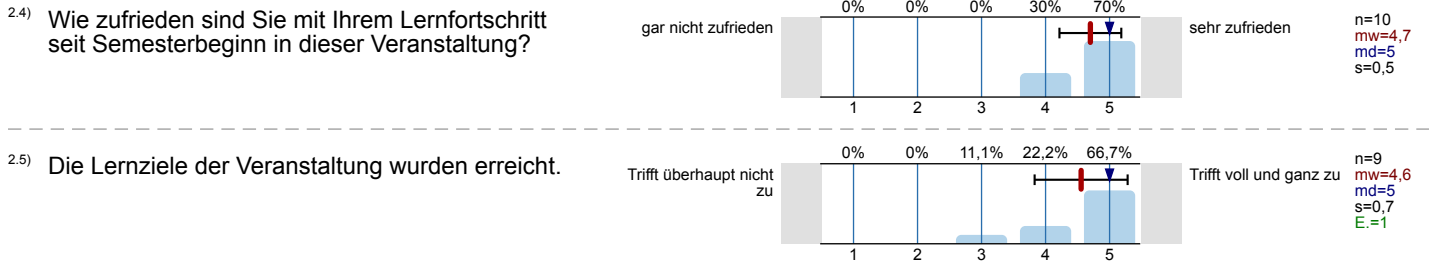 2.4) Wie zufrieden sind Sie mit Ihrem Lernfortschritt
seit Semesterbeginn in dieser Veranstaltung?
gar nicht zufrieden
0% 0% 0% 30% 70%
1 2 3 4 5
sehr zufrieden
n=10
mw=4,7
md=5
s=0,5
2.5) Die Lernziele der Veranstaltung wurden erreicht.
Trifft überhaupt nicht
zu
0% 0% 11,1% 22,2% 66,7%
1 2 3 4 5
Trifft voll und ganz zu
n=9
mw=4,6
md=5
s=0,7
E.=1